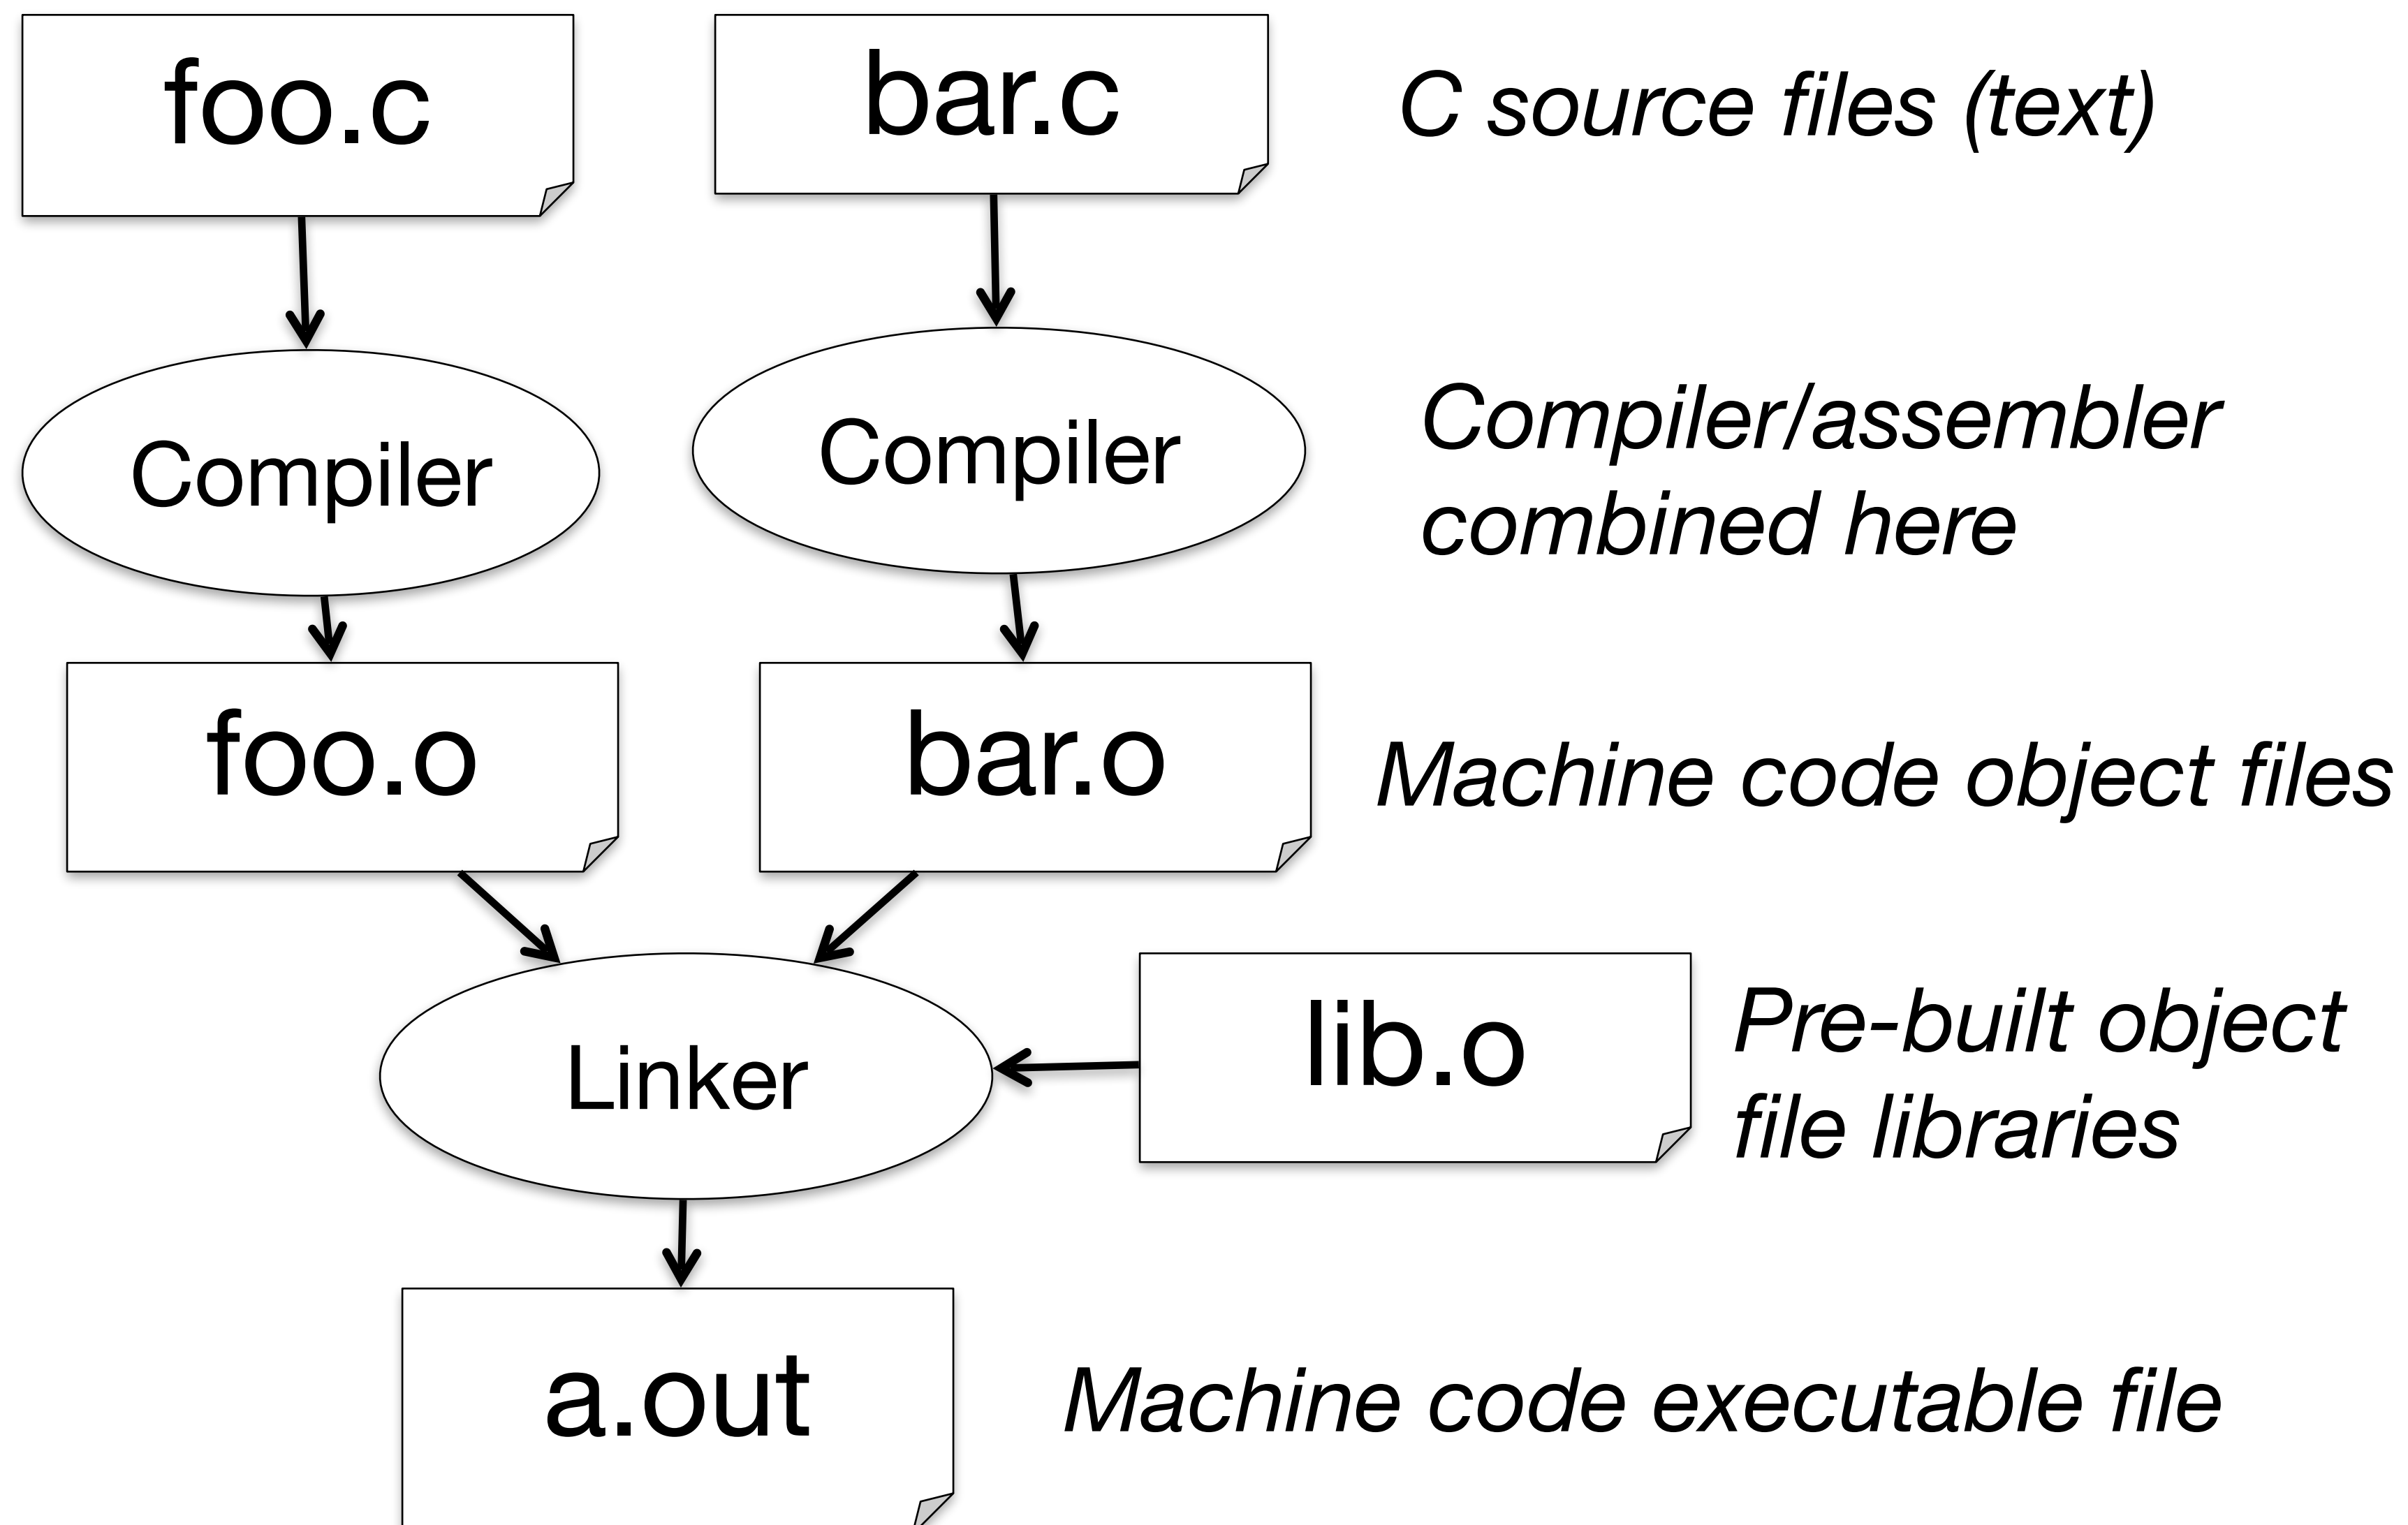 foo.c
bar.c
C source files (text)
Compiler
Compiler
Compiler/assembler
combined here
foo.o
bar.o
Machine code object files
Linker
lib.o
Pre-built object
file libraries
a.out
Machine code executable file